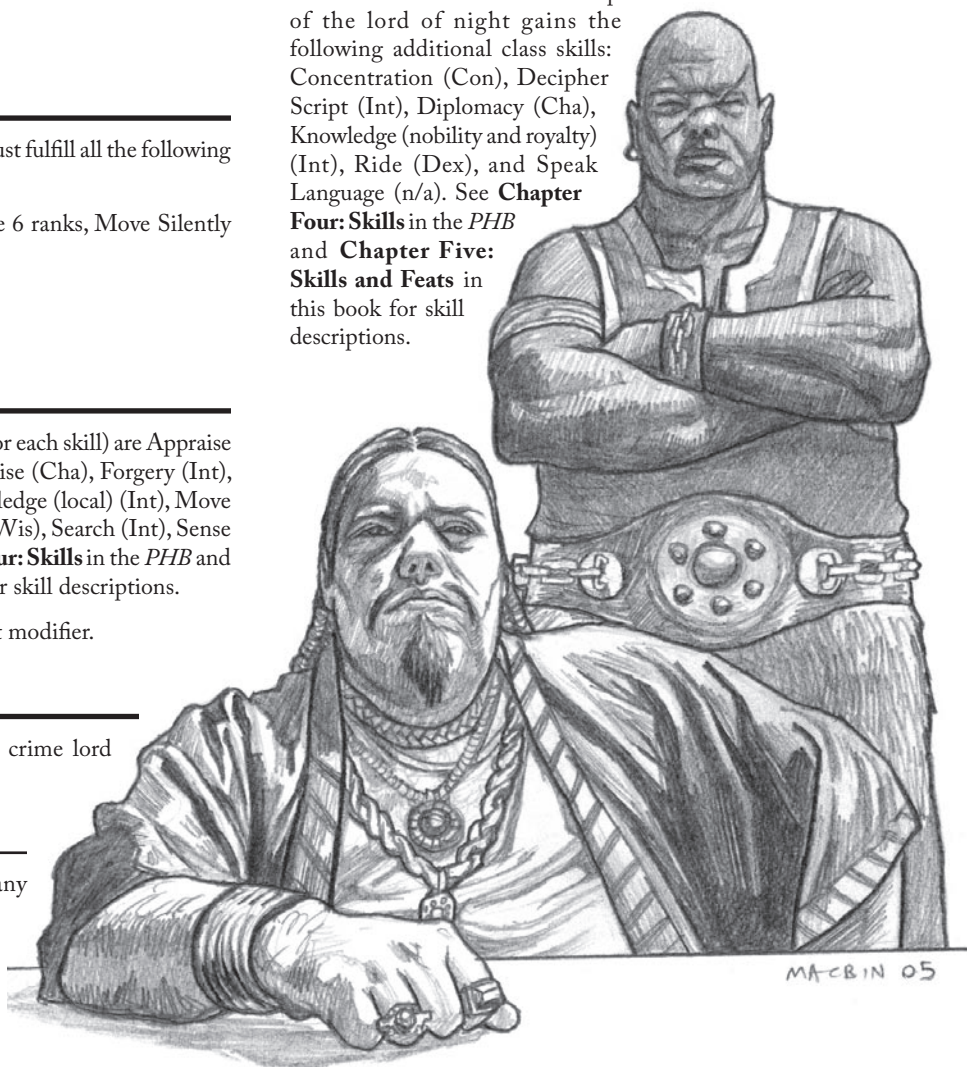 ust fulfill all the following
e 6 ranks, Move Silently
or each skill) are Appraise
ise (Cha), Forgery (Int),
ledge (local) (Int), Move
Wis), Search (Int), Sense
ur: Skills in the PHB and
r skill descriptions.
t modifier.
crime lord
any
of the lord of night gains the
following additional class skills:
Concentration (Con), Decipher
Script (Int), Diplomacy (Cha),
Knowledge (nobility and royalty)
(Int), Ride (Dex), and Speak
Language (n/a). See Chapter
Four: Skills in the PHB
and Chapter Five:
Skills and Feats in
this book for skill
descriptions.
05